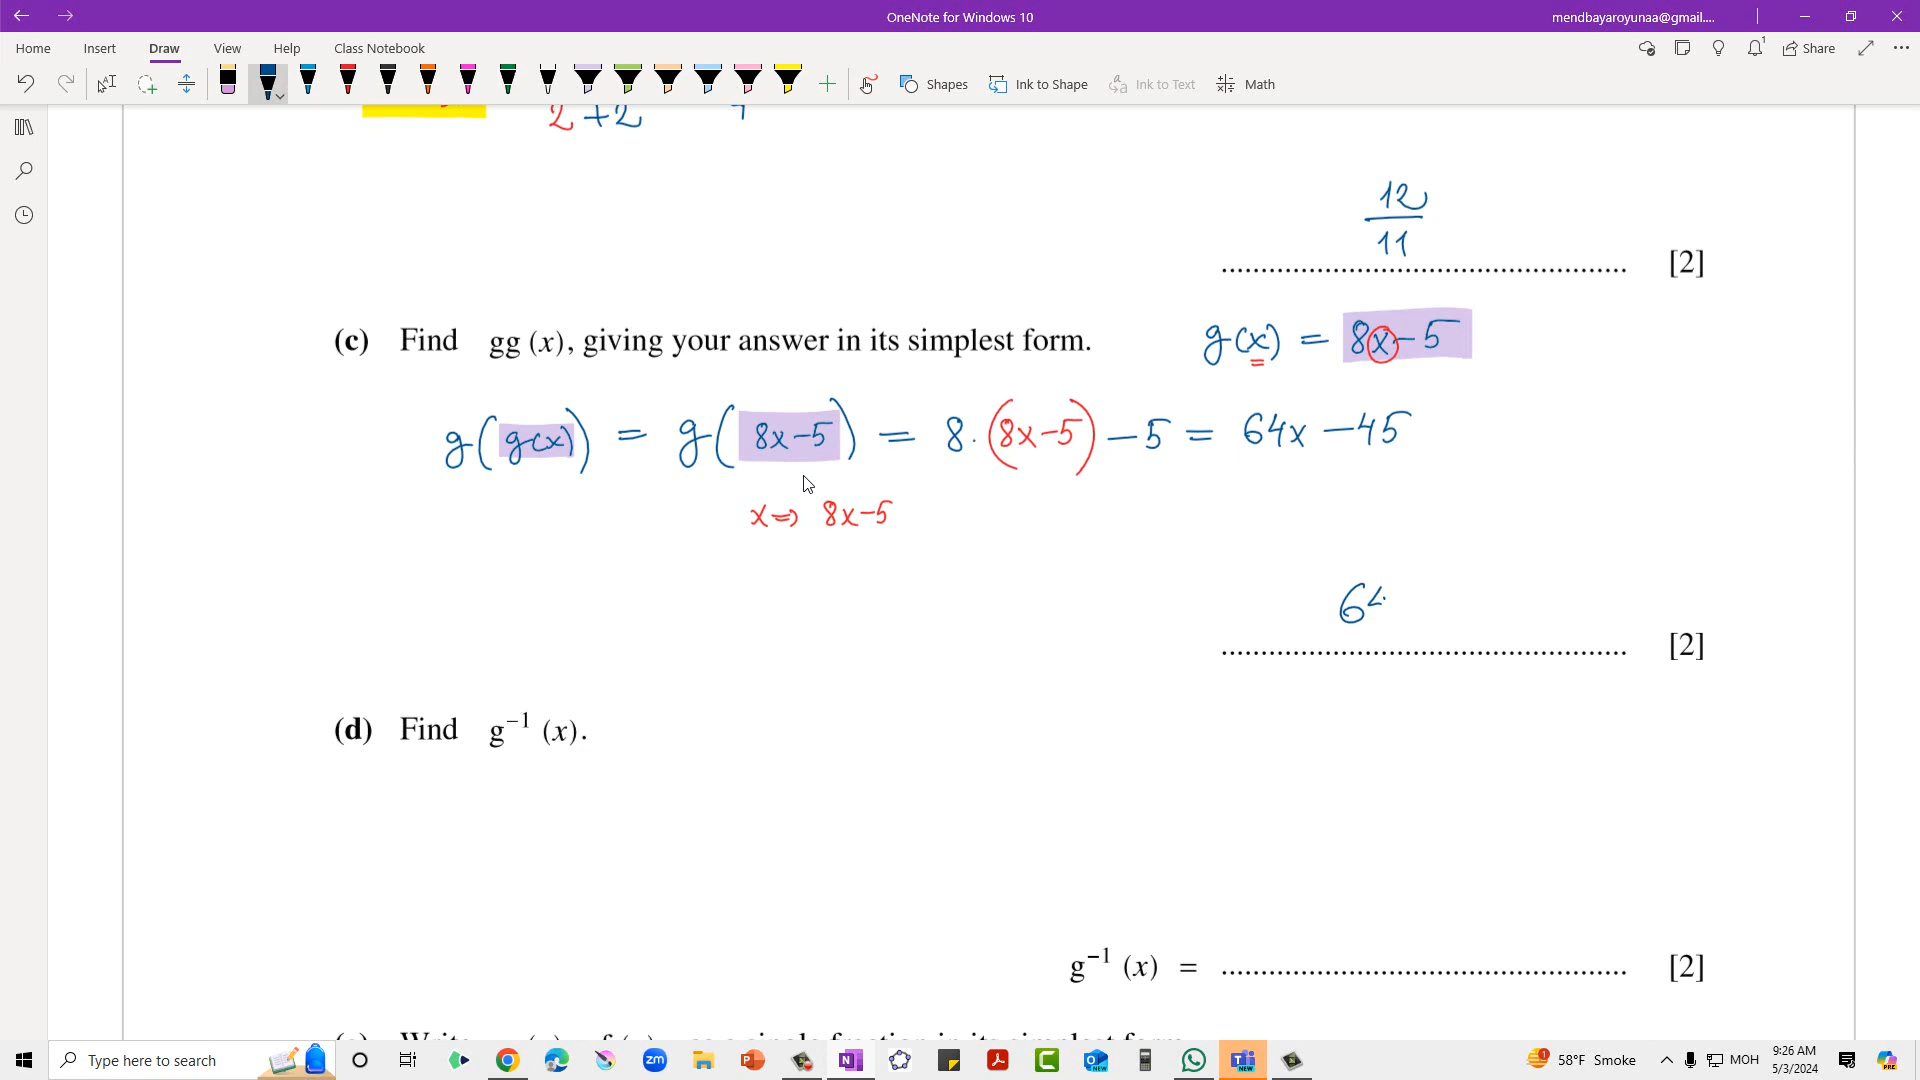 OneNote for Windows 10
mendbayaroyunaa@gmail....
Home Insert Draw View Help Class Notebook
Share
Shapes Ink to Shape Ink to Text Math
2 + 2
12
11
.................................................... [2]
(c) Find gg (x), giving your answer in its simplest form.
g(x) = 8x - 5
g(g(x)) = g(8x-5) = 8·(8x-5) - 5 = 64x - 45
x => 8x-5
64
.................................................... [2]
(d) Find g⁻¹ (x).
g⁻¹ (x) = .................................................... [2]
Type here to search
58°F Smoke
MOH
9:26 AM
5/3/2024